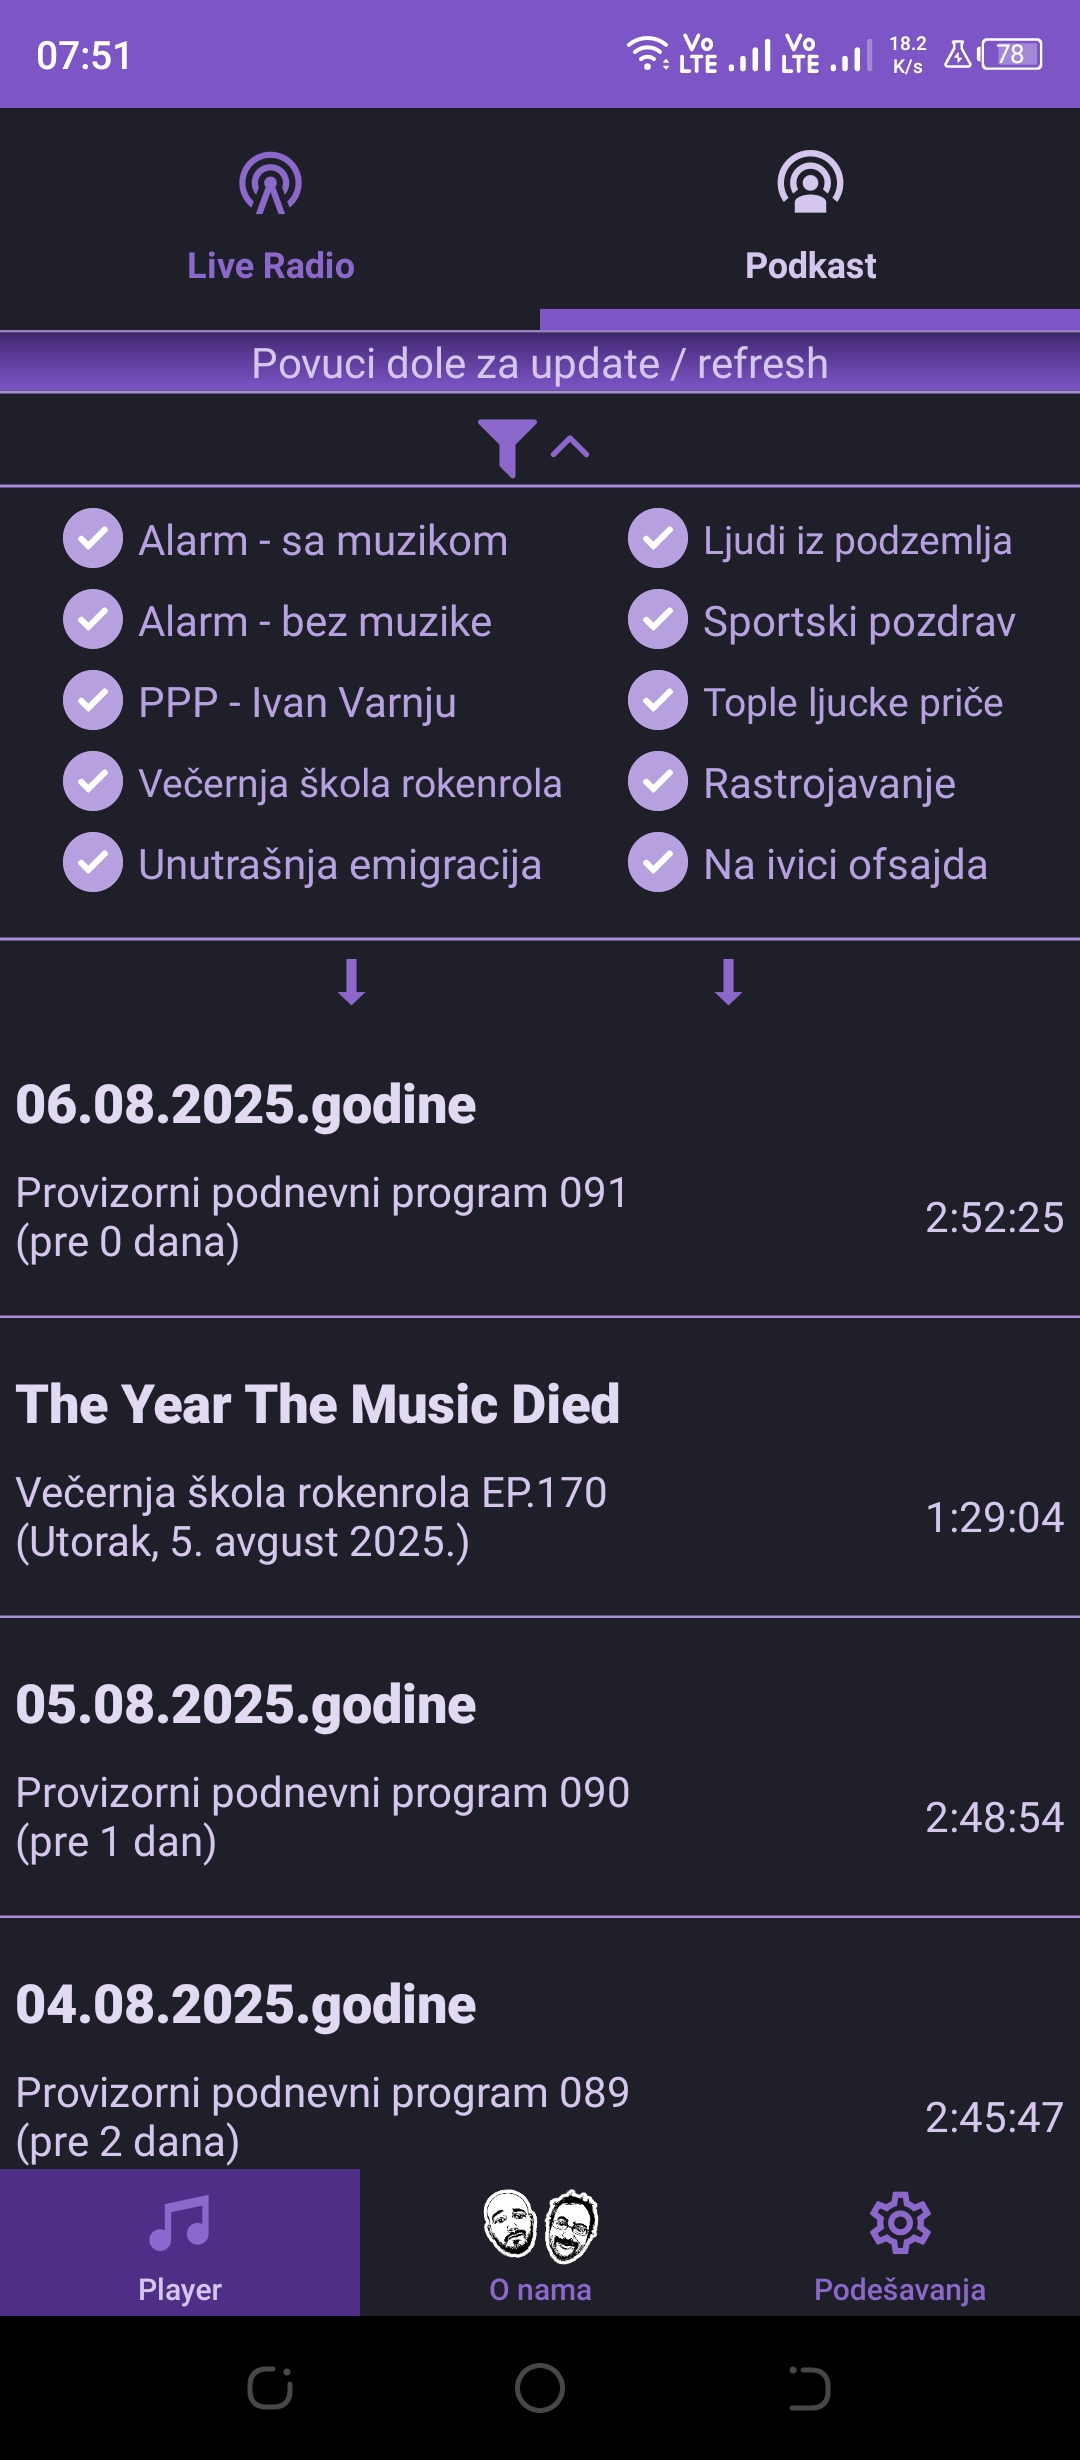 07:51
Vo LTE Vo LTE 18.2 K/s 78
Live Radio
Podkast
Povuci dole za update / refresh
Alarm - sa muzikom
Ljudi iz podzemlja
Alarm - bez muzike
Sportski pozdrav
PPP - Ivan Varnju
Tople ljucke priče
Večernja škola rokenrola
Rastrojavanje
Unutrašnja emigracija
Na ivici ofsajda
06.08.2025.godine
Provizorni podnevni program 091
(pre 0 dana)
2:52:25
The Year The Music Died
Večernja škola rokenrola EP.170
(Utorak, 5. avgust 2025.)
1:29:04
05.08.2025.godine
Provizorni podnevni program 090
(pre 1 dan)
2:48:54
04.08.2025.godine
Provizorni podnevni program 089
(pre 2 dana)
2:45:47
Player
O nama
Podešavanja